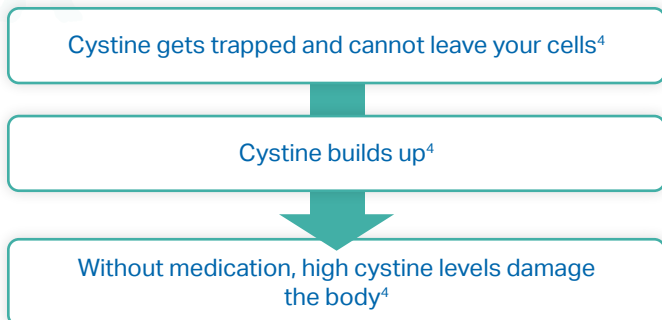 Cystine gets trapped and cannot leave your cells⁴
Cystine builds up⁴
Without medication, high cystine levels damage
the body⁴